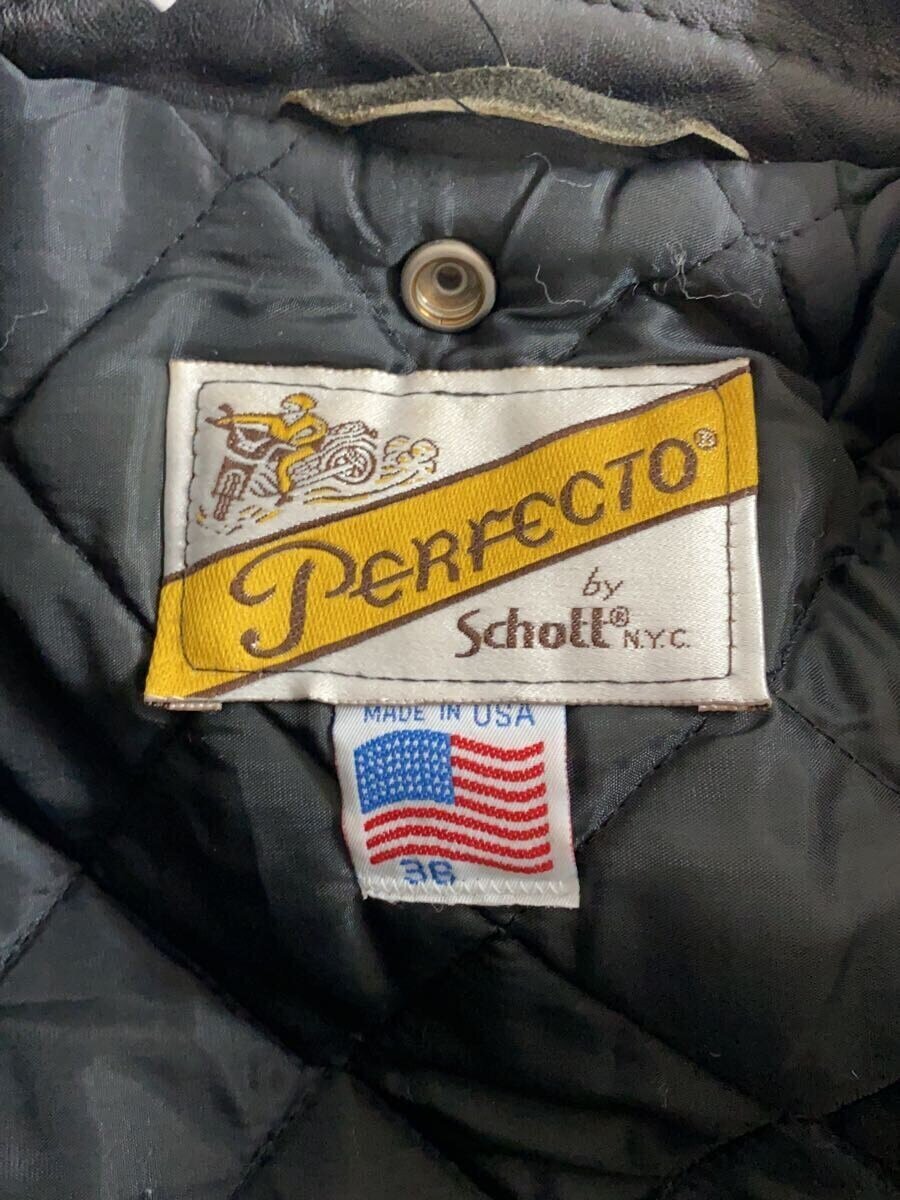 PERFECTO®
by
Schott® N.Y.C.
MADE IN USA
38